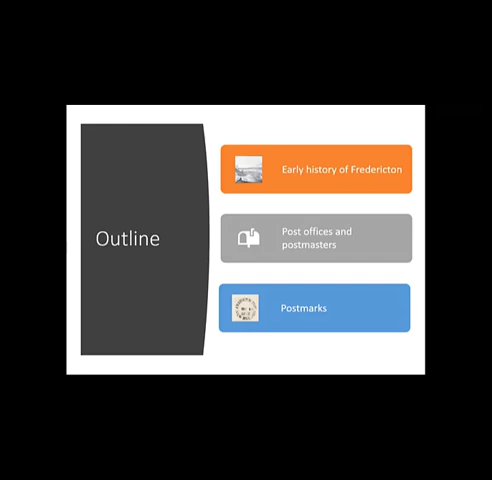 Outline
Early history of Fredericton
Post offices and
postmasters
Postmarks